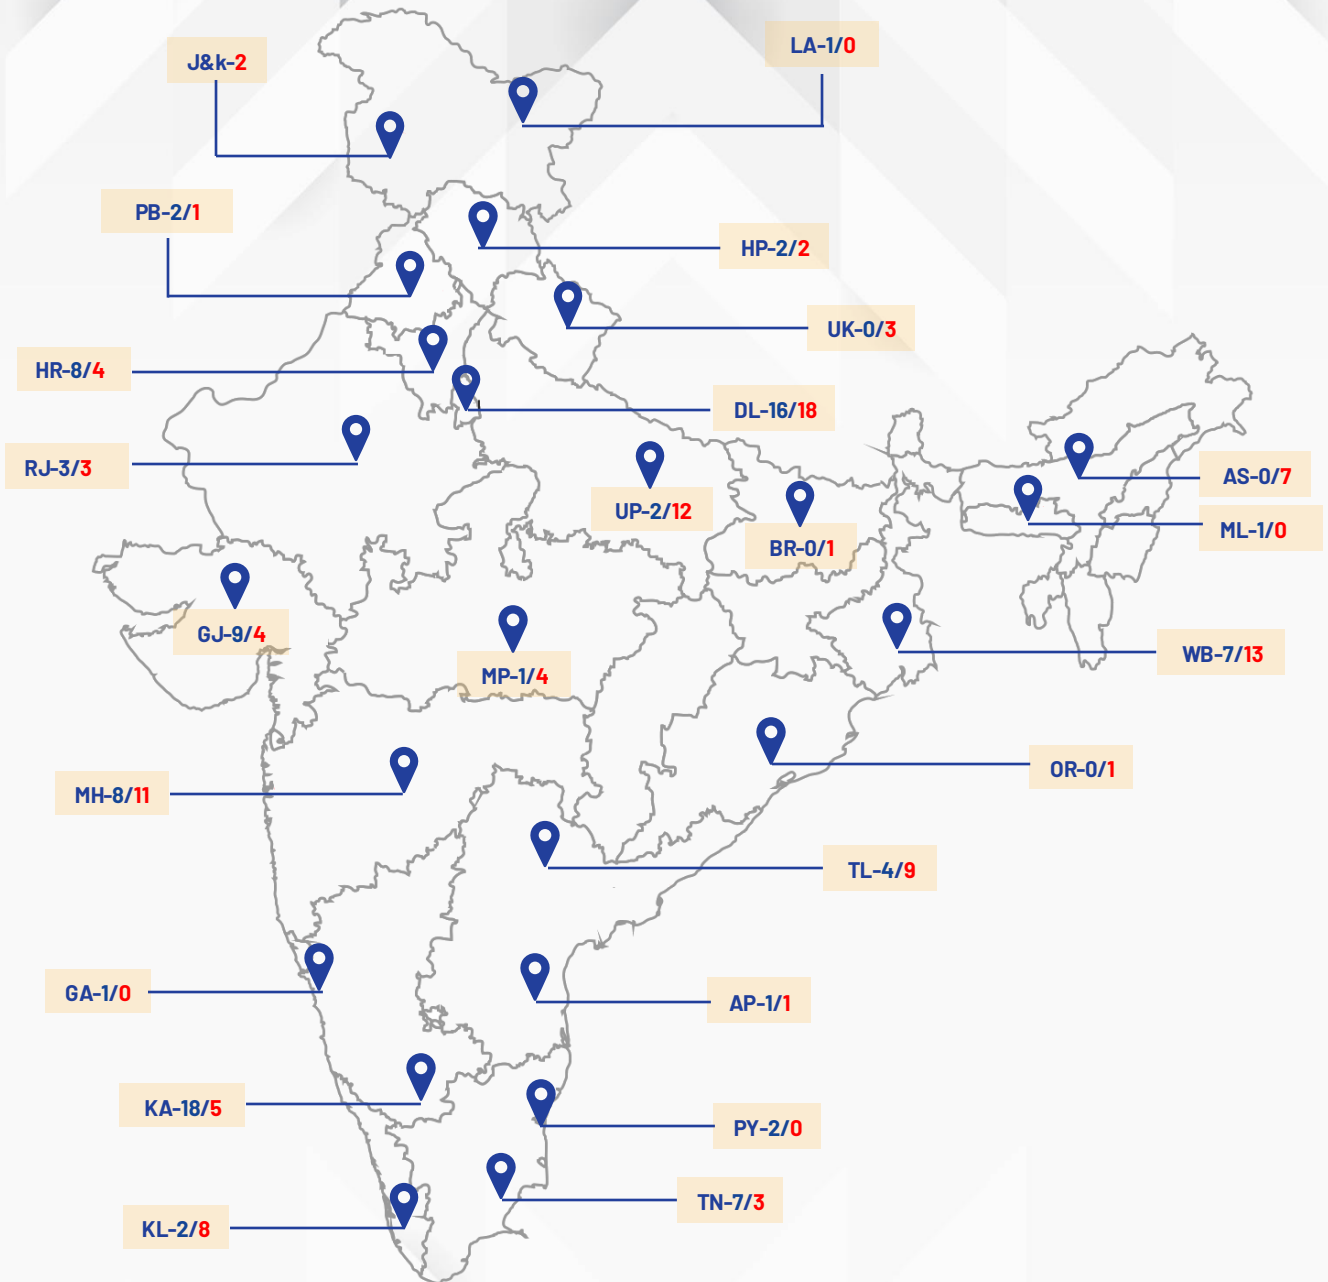 J&k-2
LA-1/0
PB-2/1
HP-2/2
UK-0/3
HR-8/4
DL-16/18
RJ-3/3
UP-2/12
AS-0/7
BR-0/1
ML-1/0
GJ-9/4
WB-7/13
MP-1/4
OR-0/1
MH-8/11
TL-4/9
GA-1/0
AP-1/1
KA-18/5
PY-2/0
TN-7/3
KL-2/8